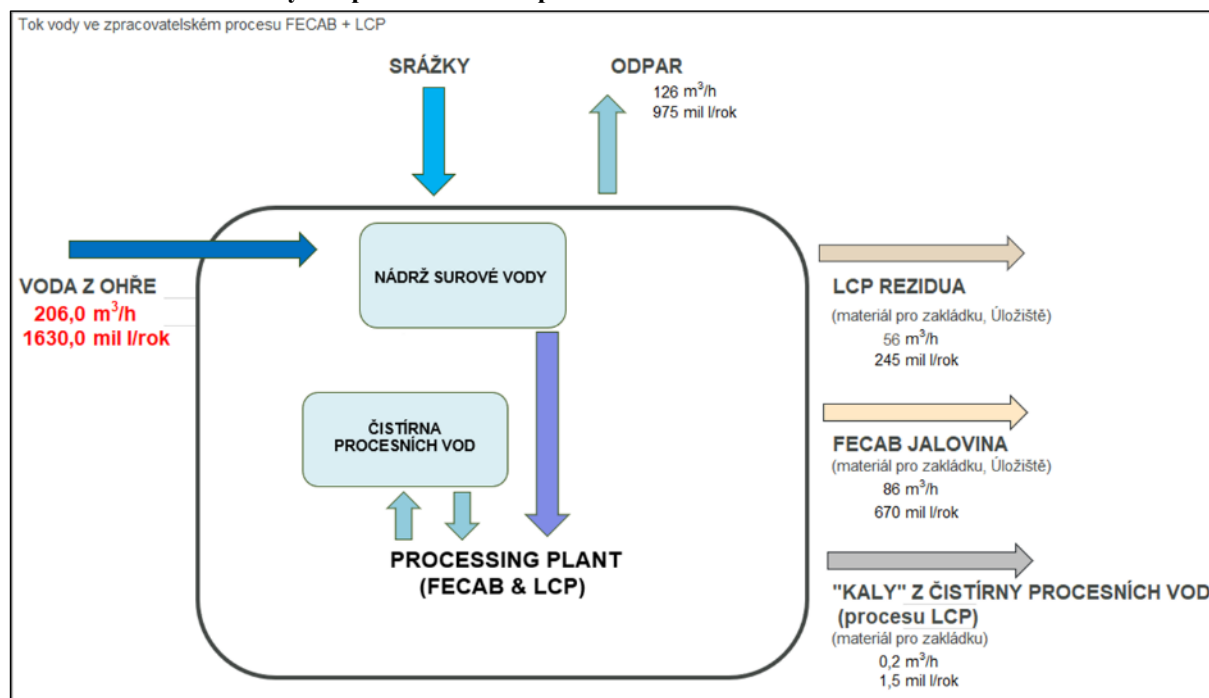 Tok vody ve zpracovatelském procesu FECAB + LCP
SRÁŽKY
ODPAR
126 m³/h
975 mil l/rok
VODA Z OHŘE
206,0 m³/h
1630,0 mil l/rok
NÁDRŽ SUROVÉ VODY
ČISTÍRNA
PROCESNÍCH VOD
PROCESSING PLANT
(FECAB & LCP)
LCP REZIDUA
(materiál pro zakládku, Úložiště)
56 m³/h
245 mil l/rok
FECAB JALOVINA
(materiál pro zakládku, Úložiště)
86 m³/h
670 mil l/rok
"KALY" Z ČISTÍRNY PROCESNÍCH VOD
(procesu LCP)
(materiál pro zakládku)
0,2 m³/h
1,5 mil l/rok